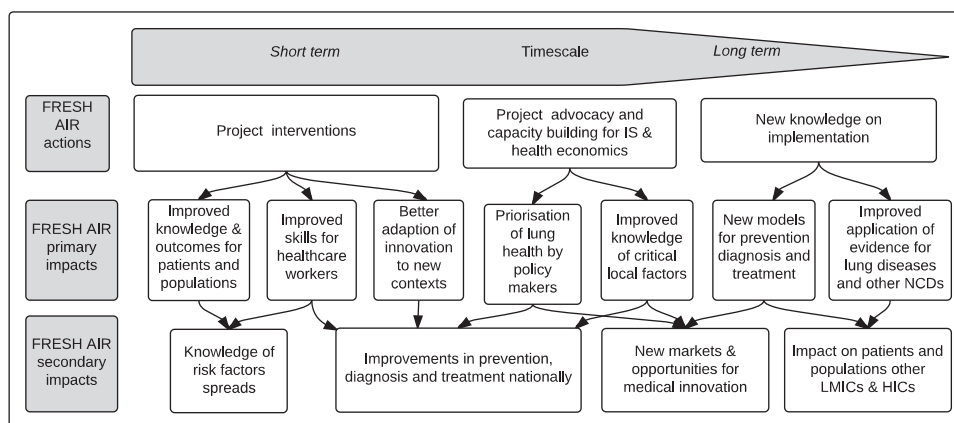 Short term
Timescale
Long term
FRESH
AIR
actions
Project interventions
Project advocacy and
capacity building for IS &
health economics
New knowledge on
implementation
FRESH AIR
primary
impacts
Improved
knowledge &
outcomes for
patients and
populations
Improved
skills for
healthcare
workers
Better
adaption of
innovation
to new
contexts
Priorisation
of lung
health by
policy
makers
Improved
knowledge
of critical
local factors
New models
for prevention
diagnosis and
treatment
Improved
application of
evidence for
lung diseases
and other NCDs
FRESH AIR
secondary
impacts
Knowledge of
risk factors
spreads
Improvements in prevention,
diagnosis and treatment nationally
New markets &
opportunities for
medical innovation
Impact on patients and
populations other
LMICs & HICs